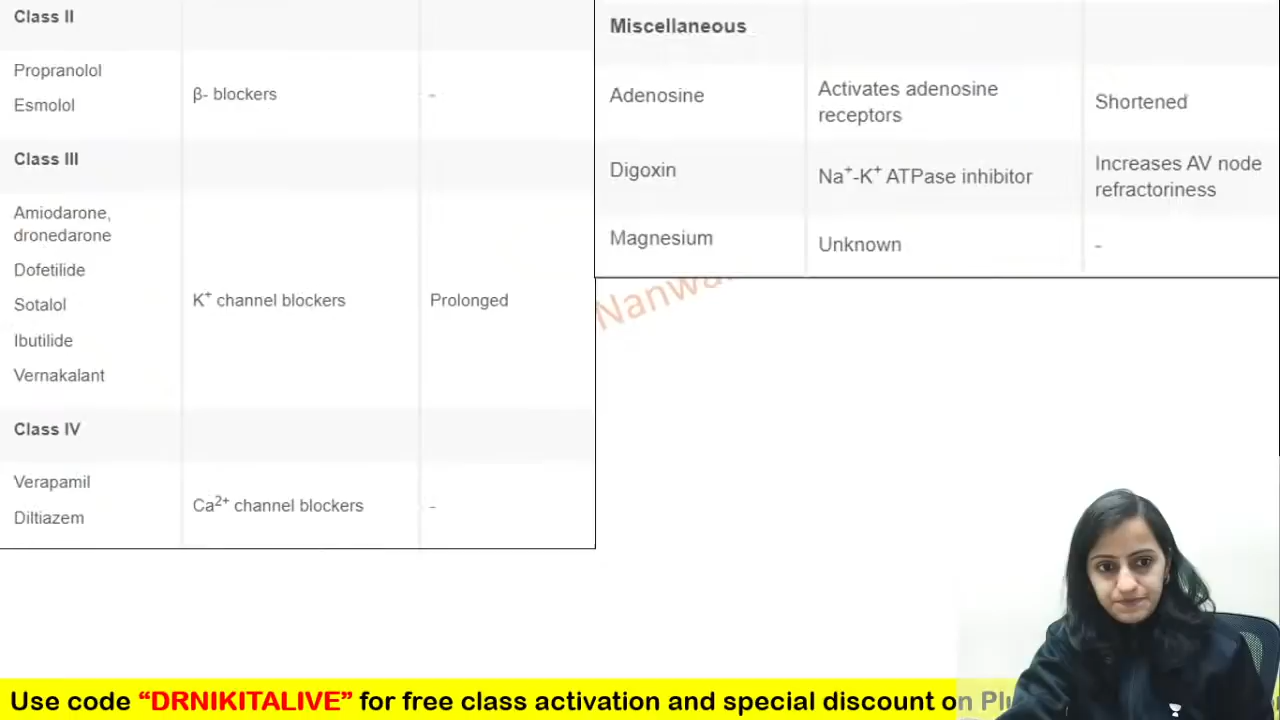 Class II
Propranolol
Esmolol
β- blockers
-
Class III
Amiodarone,
dronedarone
Dofetilide
Sotalol
Ibutilide
Vernakalant
K⁺ channel blockers
Prolonged
Class IV
Verapamil
Diltiazem
Ca²⁺ channel blockers
-
Miscellaneous
Adenosine
Activates adenosine
receptors
Shortened
Digoxin
Na⁺-K⁺ ATPase inhibitor
Increases AV node
refractoriness
Magnesium
Unknown
-
Use code “DRNIKITALIVE” for free class activation and special discount on